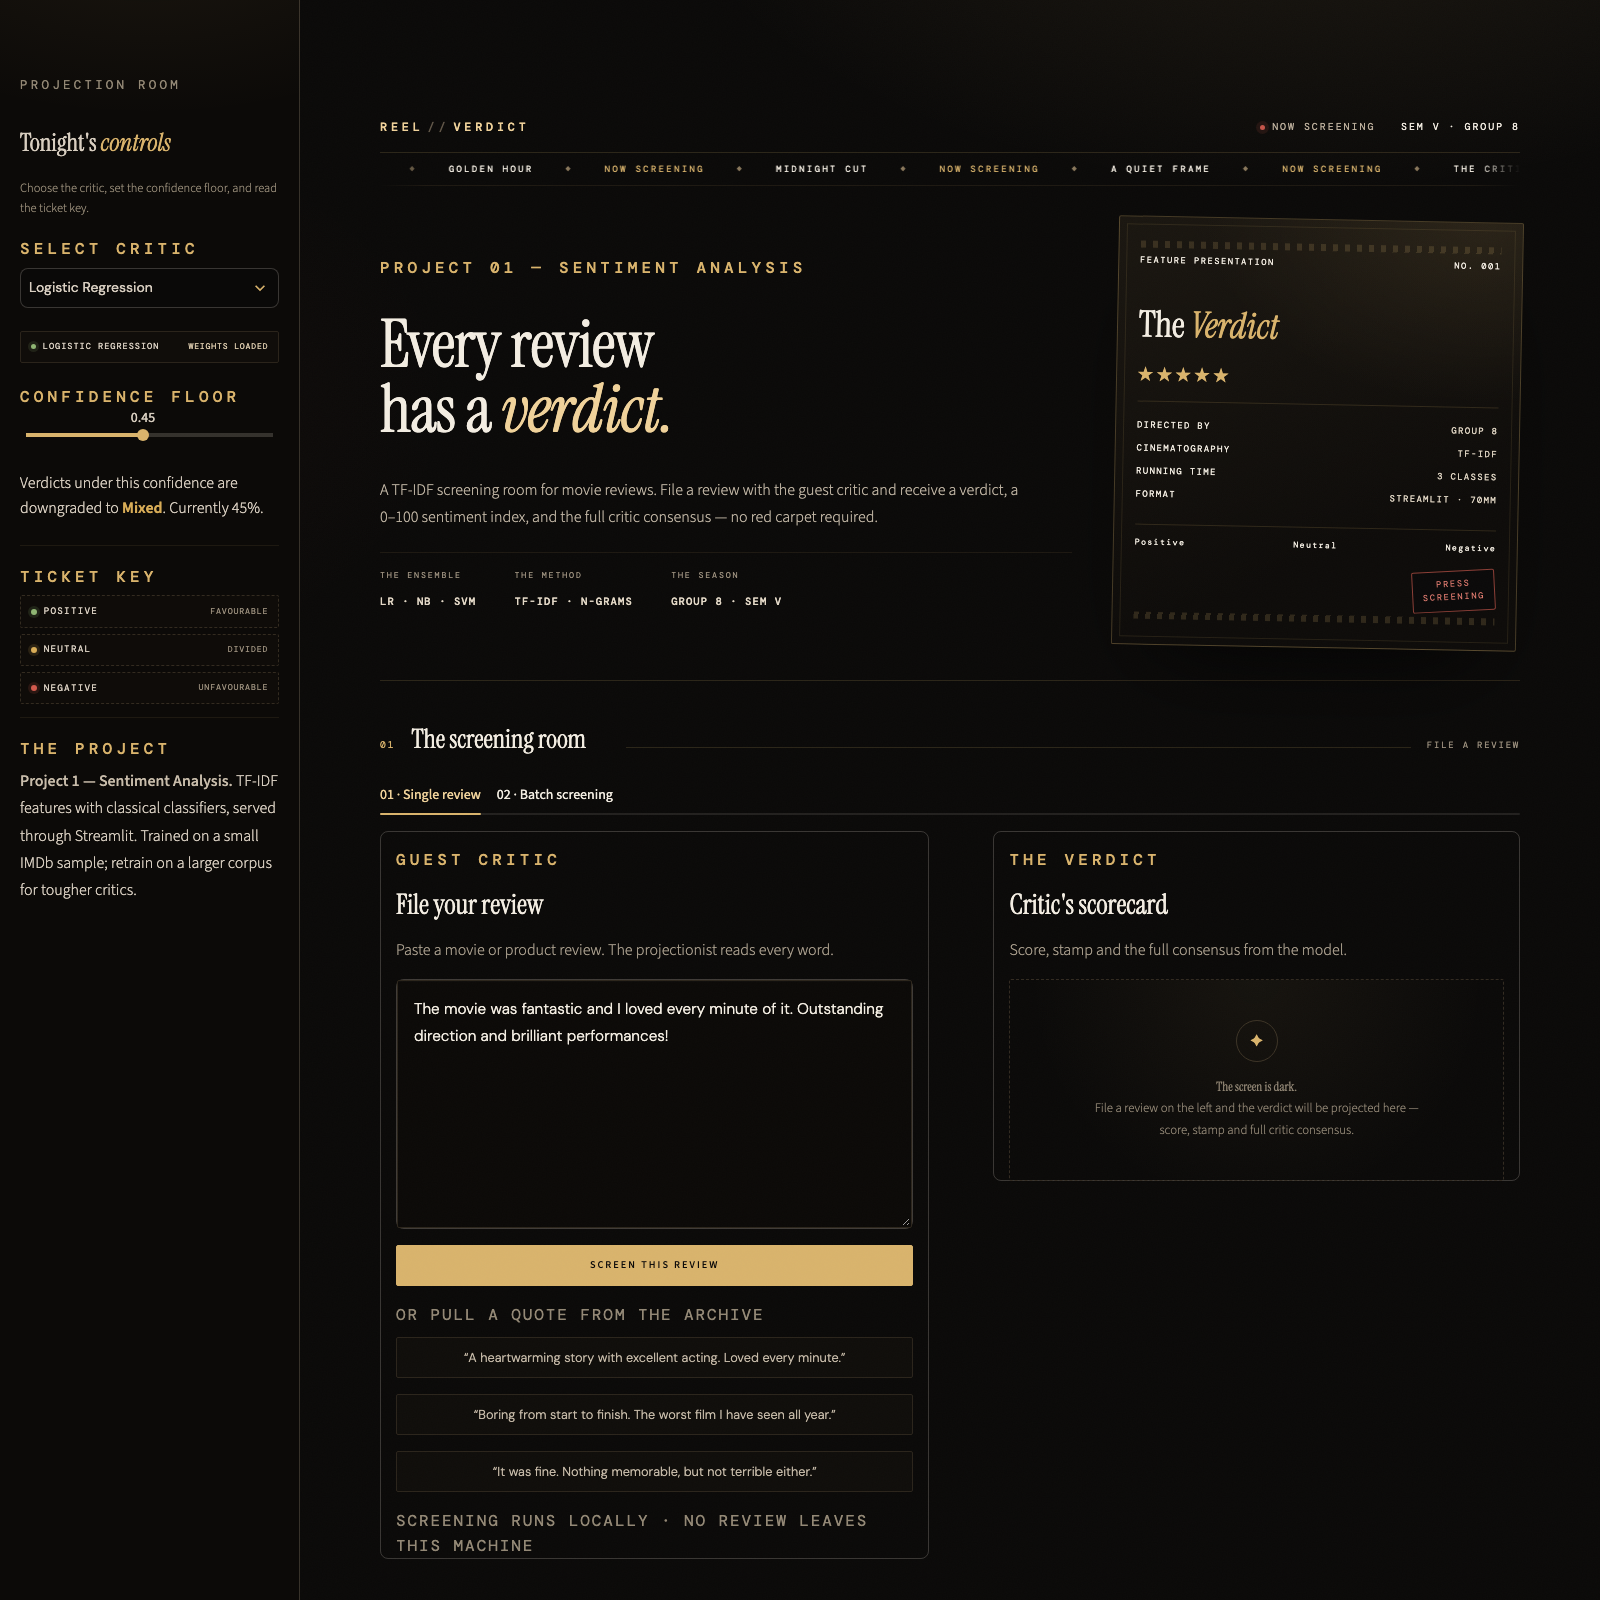 PROJECTION ROOM
Tonight's controls
Choose the critic, set the confidence floor, and read
the ticket key.
SELECT CRITIC
Logistic Regression
LOGISTIC REGRESSION WEIGHTS LOADED
CONFIDENCE FLOOR
0.45
Verdicts under this confidence are
downgraded to Mixed. Currently 45%.
TICKET KEY
POSITIVE FAVOURABLE
NEUTRAL DIVIDED
NEGATIVE UNFAVOURABLE
THE PROJECT
Project 1 — Sentiment Analysis. TF-IDF
features with classical classifiers, served
through Streamlit. Trained on a small
IMDb sample; retrain on a larger corpus
for tougher critics.
REEL // VERDICT
NOW SCREENING SEM V · GROUP 8
GOLDEN HOUR ◆ NOW SCREENING ◆ MIDNIGHT CUT ◆ NOW SCREENING ◆ A QUIET FRAME ◆ NOW SCREENING ◆ THE CRIT
PROJECT 01 — SENTIMENT ANALYSIS
Every review
has a verdict.
A TF-IDF screening room for movie reviews. File a review with the guest critic and receive a verdict, a
0–100 sentiment index, and the full critic consensus — no red carpet required.
THE ENSEMBLE THE METHOD THE SEASON
LR · NB · SVM TF-IDF · N-GRAMS GROUP 8 · SEM V
FEATURE PRESENTATION NO. 001
The Verdict
★★★★★
DIRECTED BY GROUP 8
CINEMATOGRAPHY TF-IDF
RUNNING TIME 3 CLASSES
FORMAT STREAMLIT · 70MM
Positive Neutral Negative
PRESS
SCREENING
01 The screening room FILE A REVIEW
01 · Single review 02 · Batch screening
GUEST CRITIC
File your review
Paste a movie or product review. The projectionist reads every word.
The movie was fantastic and I loved every minute of it. Outstanding
direction and brilliant performances!
SCREEN THIS REVIEW
OR PULL A QUOTE FROM THE ARCHIVE
“A heartwarming story with excellent acting. Loved every minute.”
“Boring from start to finish. The worst film I have seen all year.”
“It was fine. Nothing memorable, but not terrible either.”
SCREENING RUNS LOCALLY · NO REVIEW LEAVES
THIS MACHINE
THE VERDICT
Critic's scorecard
Score, stamp and the full consensus from the model.
The screen is dark.
File a review on the left and the verdict will be projected here —
score, stamp and full critic consensus.